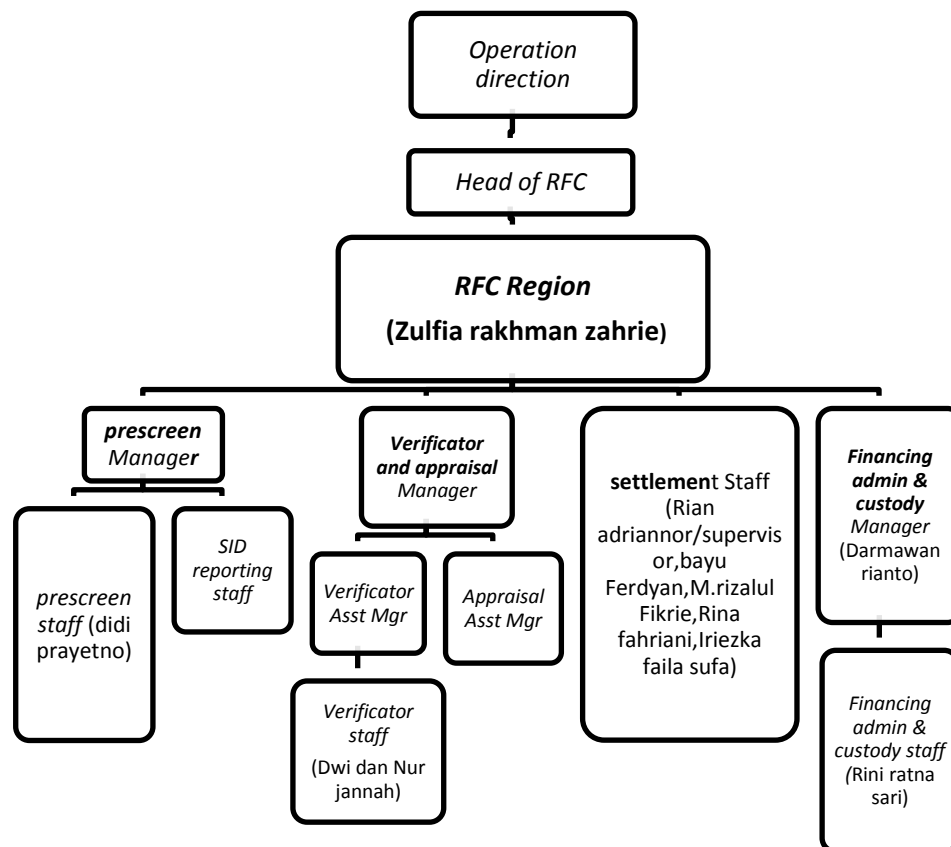 Operation
direction
Head of RFC
RFC Region
(Zulfia rakhman zahrie)
prescreen
Manager
Verificator
and appraisal
Manager
settlement Staff
(Rian
adriannor/supervis
or,bayu
Ferdyan,M.rizalul
Fikrie,Rina
fahriani,Iriezka
faila sufa)
Financing
admin &
custody
Manager
(Darmawan
rianto)
prescreen
staff (didi
prayetno)
SID
reporting
staff
Verificator
Asst Mgr
Appraisal
Asst Mgr
Verificator
staff
(Dwi dan Nur
jannah)
Financing
admin &
custody staff
(Rini ratna
sari)